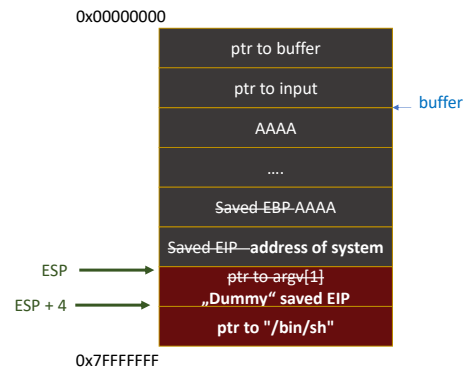 0x00000000
ptr to buffer
ptr to input
buffer
AAAA
....
Saved EBP AAAA
Saved EIP address of system
ESP
ptr to argv[1]
„Dummy“ saved EIP
ESP + 4
ptr to "/bin/sh"
0x7FFFFFFF